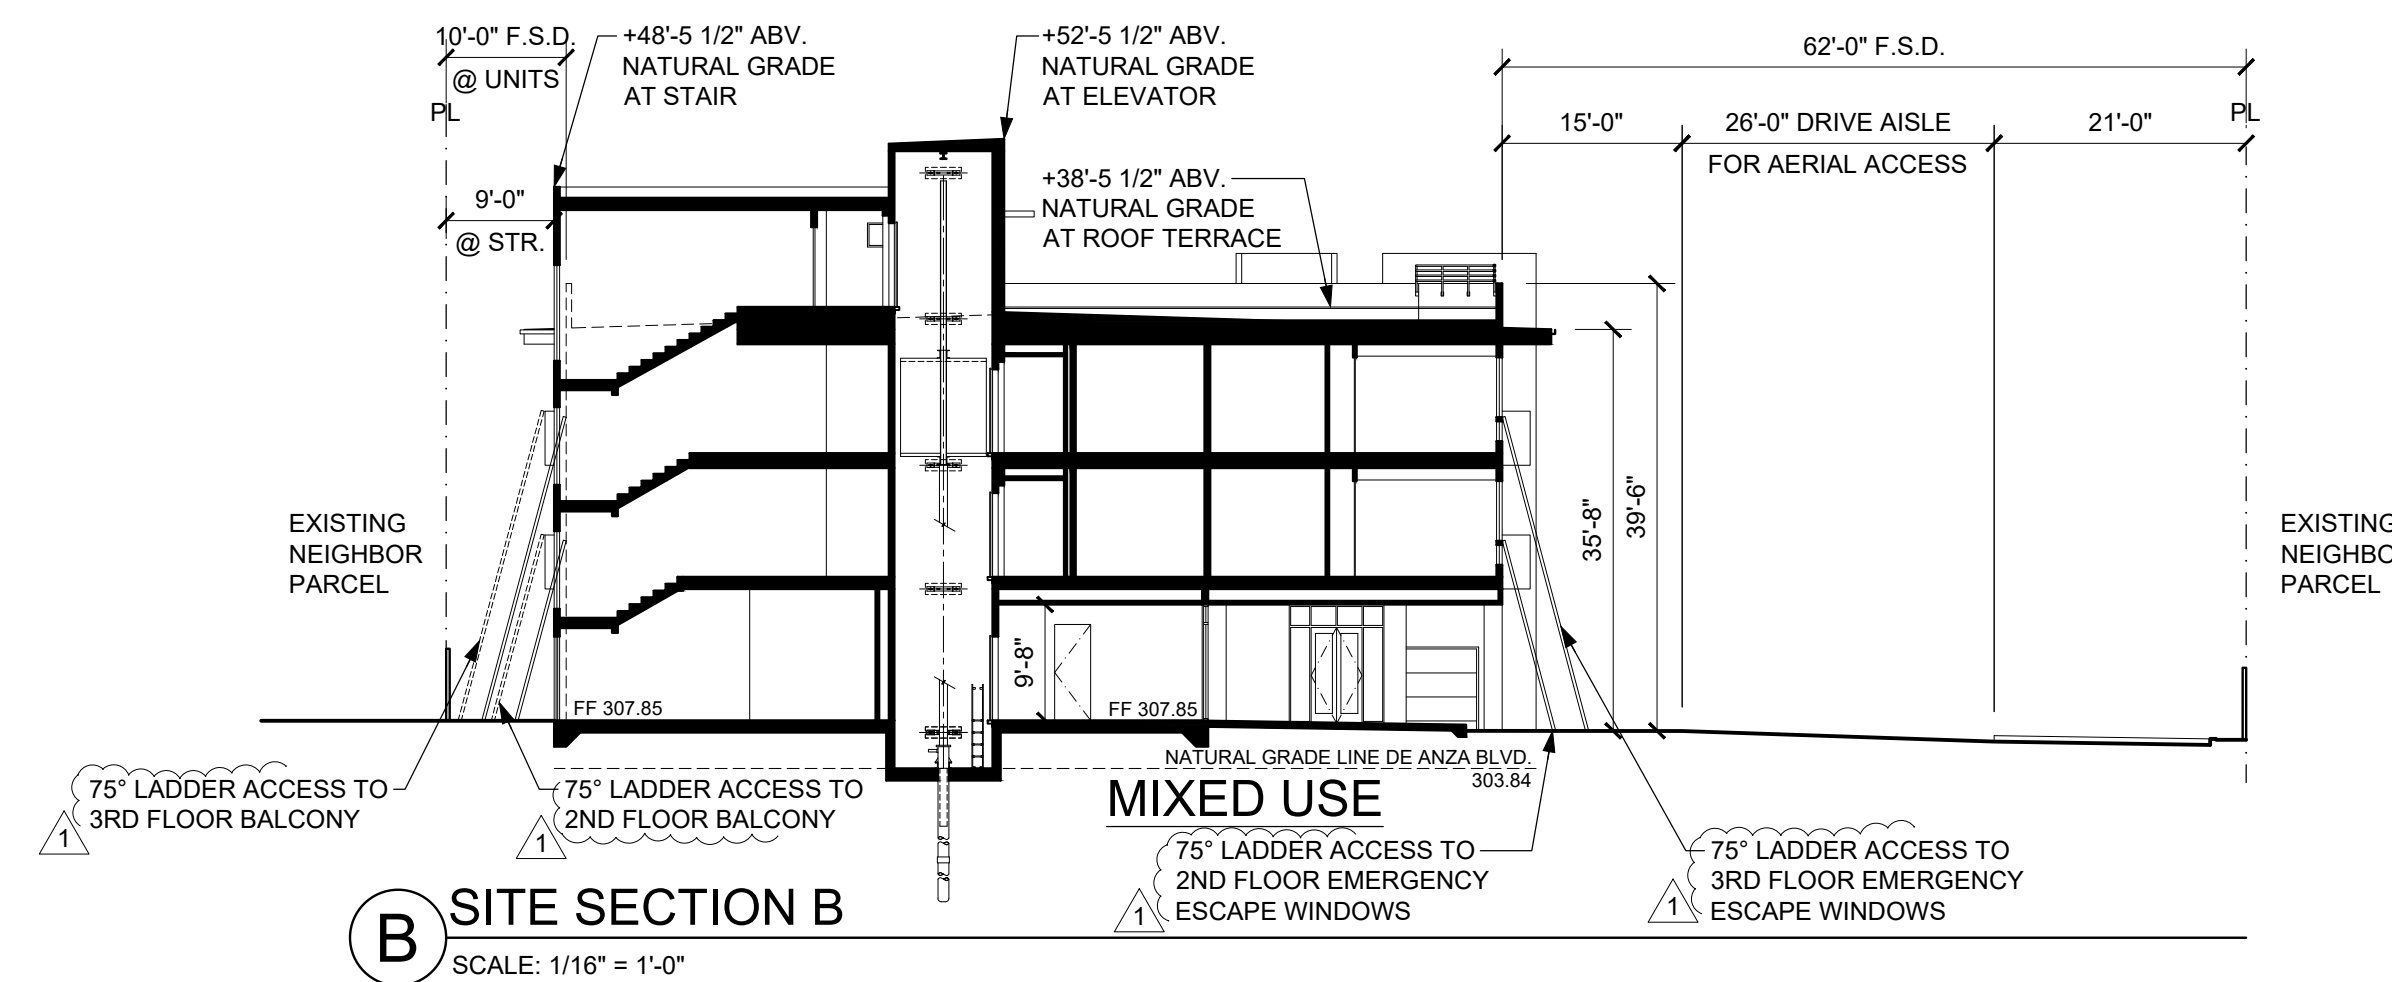 10'-0" F.S.D.
@ UNITS
PL
+48'-5 1/2" ABV.
NATURAL GRADE
AT STAIR
+52'-5 1/2" ABV.
NATURAL GRADE
AT ELEVATOR
62'-0" F.S.D.
15'-0"
26'-0" DRIVE AISLE
FOR AERIAL ACCESS
21'-0"
PL
9'-0"
@ STR.
+38'-5 1/2" ABV.
NATURAL GRADE
AT ROOF TERRACE
EXISTING
NEIGHBOR
PARCEL
35'-8"
39'-6"
EXISTING
NEIGHBO
PARCEL
9'-8"
FF 307.85
FF 307.85
NATURAL GRADE LINE DE ANZA BLVD.
303.84
MIXED USE
75° LADDER ACCESS TO
3RD FLOOR BALCONY
1
75° LADDER ACCESS TO
2ND FLOOR BALCONY
1
75° LADDER ACCESS TO
2ND FLOOR EMERGENCY
ESCAPE WINDOWS
1
75° LADDER ACCESS TO
3RD FLOOR EMERGENCY
ESCAPE WINDOWS
1
B
SITE SECTION B
SCALE: 1/16" = 1'-0"